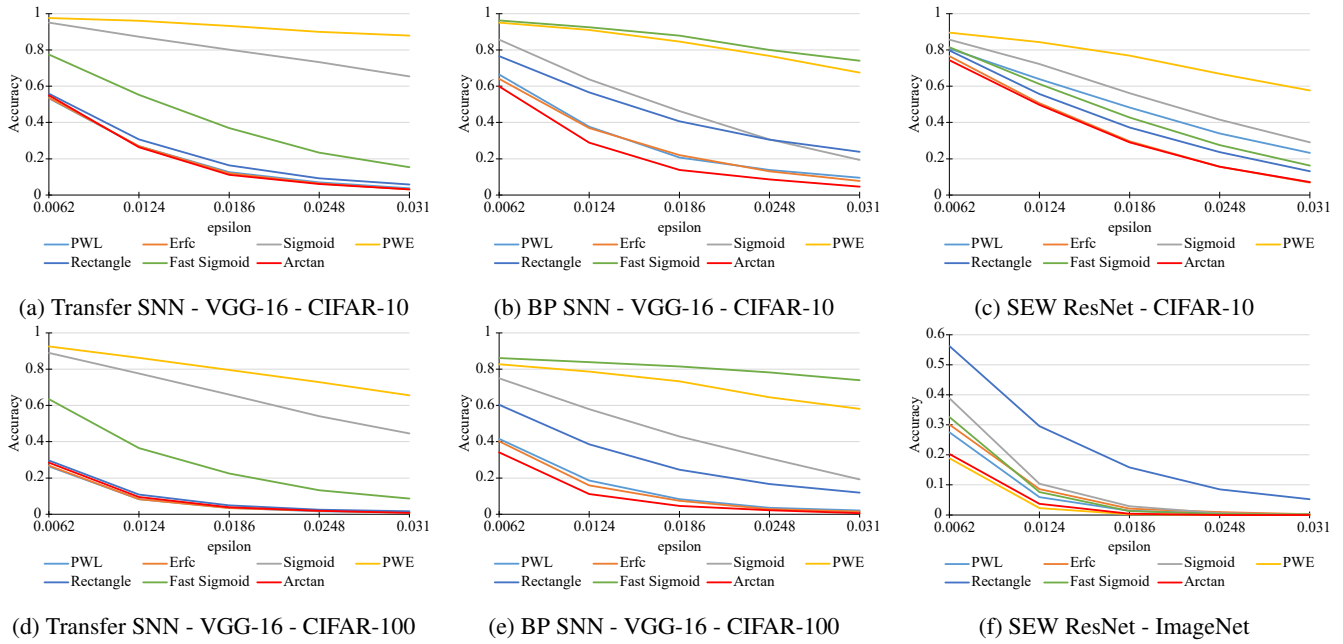 1
0.8
0.6
0.4
0.2
0
Accuracy
0.0062 0.0124 0.0186 0.0248 0.031
epsilon
PWL Erfc Sigmoid PWE
Rectangle Fast Sigmoid Arctan
(a) Transfer SNN - VGG-16 - CIFAR-10
1
0.8
0.6
0.4
0.2
0
Accuracy
0.0062 0.0124 0.0186 0.0248 0.031
epsilon
PWL Erfc Sigmoid PWE
Rectangle Fast Sigmoid Arctan
(b) BP SNN - VGG-16 - CIFAR-10
1
0.8
0.6
0.4
0.2
0
Accuracy
0.0062 0.0124 0.0186 0.0248 0.031
epsilon
PWL Erfc Sigmoid PWE
Rectangle Fast Sigmoid Arctan
(c) SEW ResNet - CIFAR-10
1
0.8
0.6
0.4
0.2
0
Accuracy
0.0062 0.0124 0.0186 0.0248 0.031
epsilon
PWL Erfc Sigmoid PWE
Rectangle Fast Sigmoid Arctan
(d) Transfer SNN - VGG-16 - CIFAR-100
1
0.8
0.6
0.4
0.2
0
Accuracy
0.0062 0.0124 0.0186 0.0248 0.031
epsilon
PWL Erfc Sigmoid PWE
Rectangle Fast Sigmoid Arctan
(e) BP SNN - VGG-16 - CIFAR-100
0.6
0.5
0.4
0.3
0.2
0.1
0
Accuracy
0.0062 0.0124 0.0186 0.0248 0.031
epsilon
PWL Erfc Sigmoid PWE
Rectangle Fast Sigmoid Arctan
(f) SEW ResNet - ImageNet